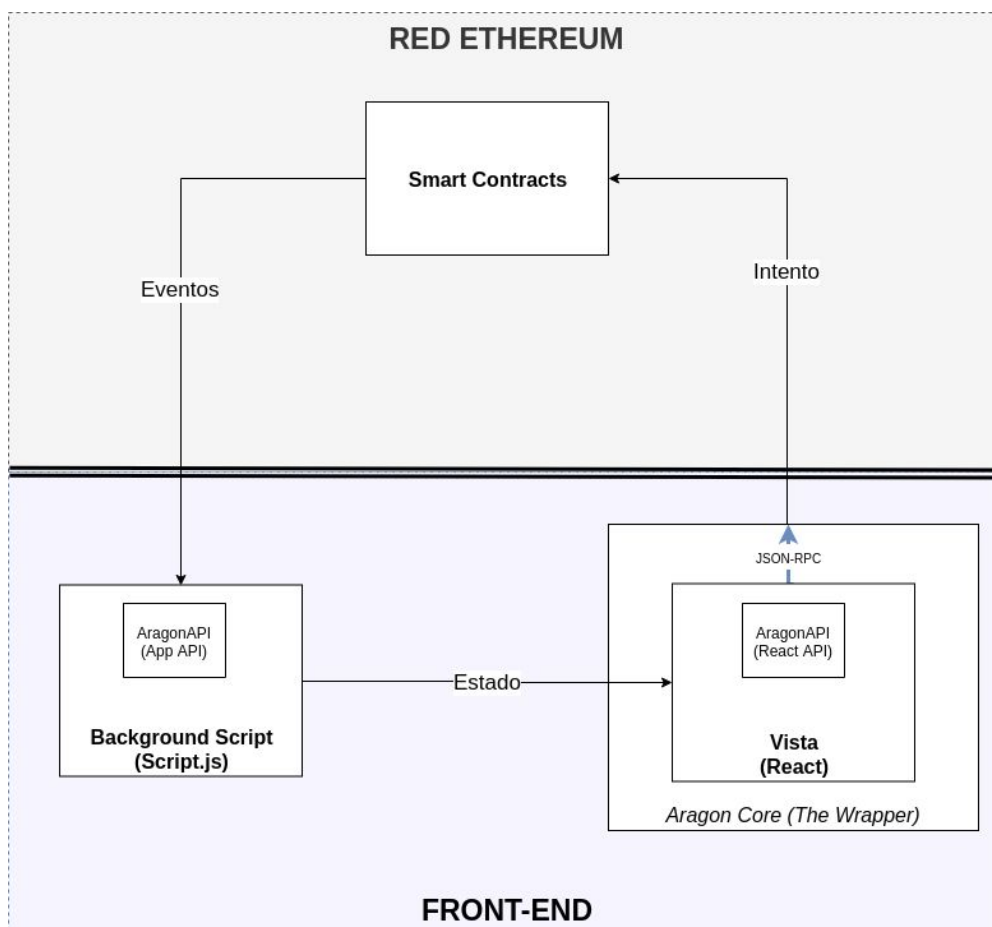 RED ETHEREUM
Smart Contracts
Eventos
Intento
JSON-RPC
AragonAPI
(App API)
AragonAPI
(React API)
Estado
Background Script
(Script.js)
Vista
(React)
Aragon Core (The Wrapper)
FRONT-END